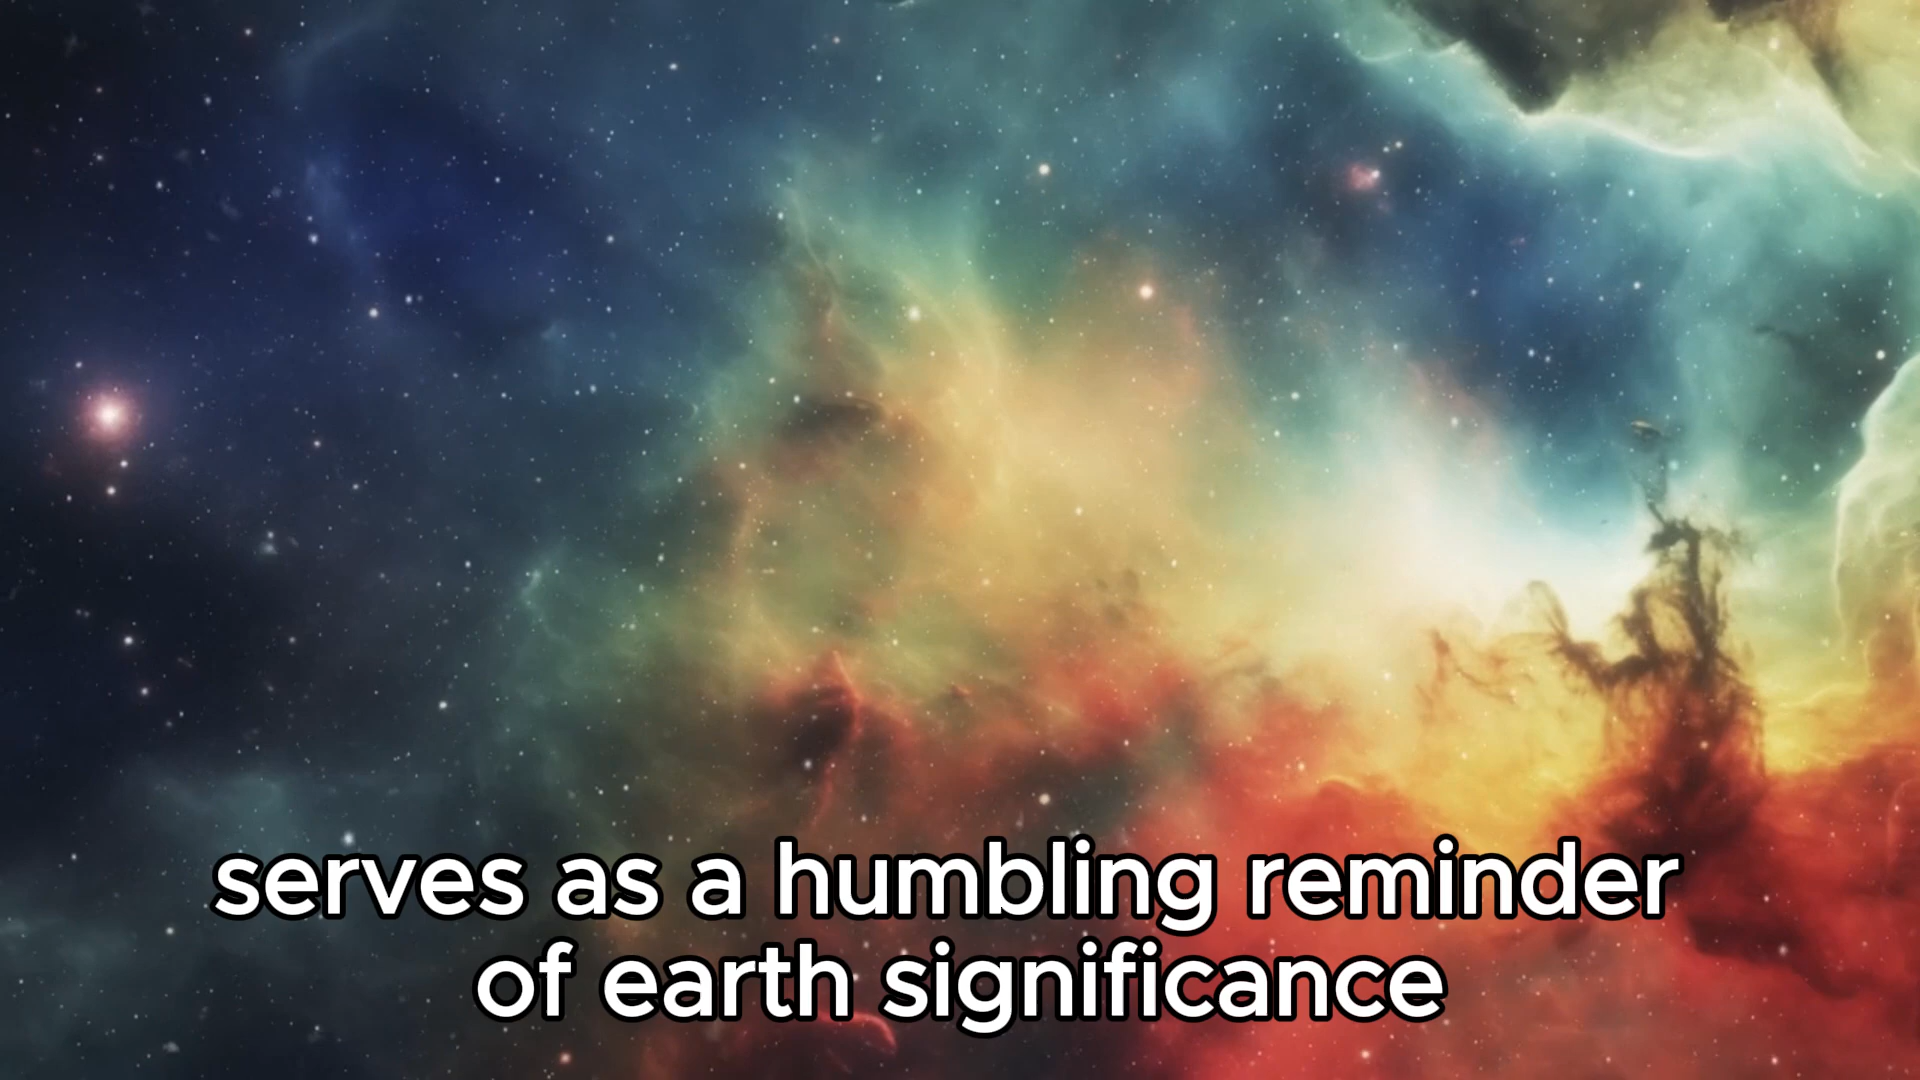 serves as a humbling reminder
of earth significance